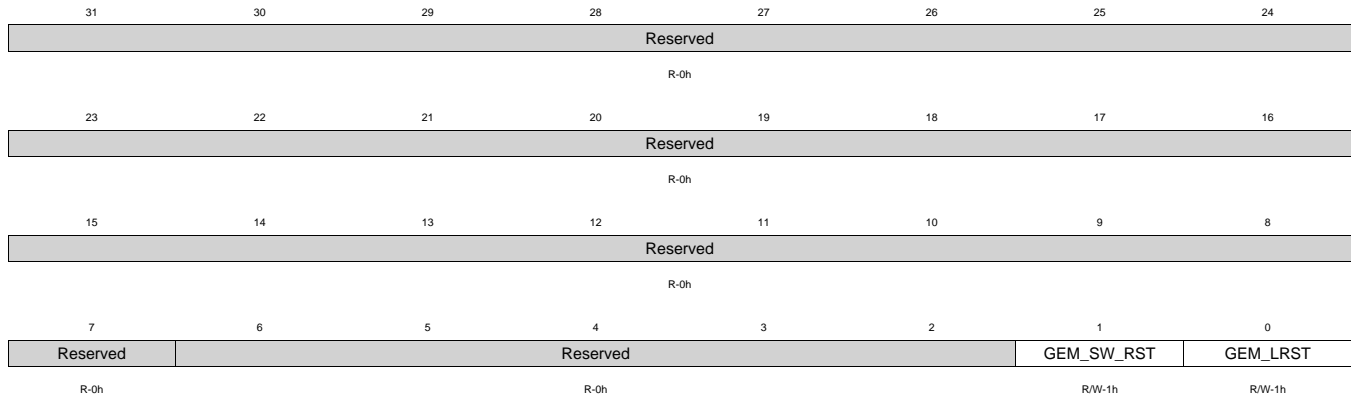 31 30 29 28 27 26 25 24
Reserved
R-0h
23 22 21 20 19 18 17 16
Reserved
R-0h
15 14 13 12 11 10 9 8
Reserved
R-0h
7 6 5 4 3 2 1 0
Reserved Reserved GEM_SW_RST GEM_LRST
R-0h R-0h R/W-1h R/W-1h